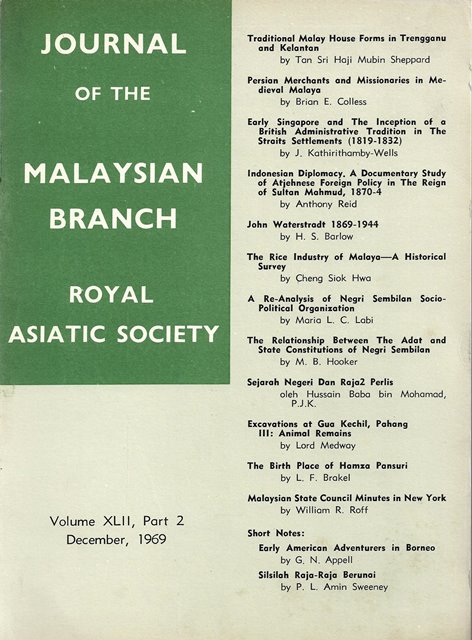 JOURNAL
OF THE
MALAYSIAN
BRANCH
ROYAL
ASIATIC SOCIETY
Volume XLII, Part 2
December, 1969
Traditional Malay House Forms in Trengganu
and Kelantan
by Tan Sri Haji Mubin Sheppard
Persian Merchants and Missionaries in Me-
dieval Malaya
by Brian E. Colless
Early Singapore and The Inception of a
British Administrative Tradition in The
Straits Settlements (1819-1832)
by J. Kathirithamby-Wells
Indonesian Diplomacy. A Documentary Study
of Atjehnese Foreign Policy in The Reign
of Sultan Mahmud, 1870-4
by Anthony Reid
John Waterstradt 1869-1944
by H. S. Barlow
The Rice Industry of Malaya—A Historical
Survey
by Cheng Siok Hwa
A Re-Analysis of Negri Sembilan Socio-
Political Organization
by Maria L. C. Labi
The Relationship Between The Adat and
State Constitutions of Negri Sembilan
by M. B. Hooker
Sejarah Negeri Dan Raja2 Perlis
oleh Hussain Baba bin Mohamad,
P.J.K.
Excavations at Gua Kechil, Pahang
III: Animal Remains
by Lord Medway
The Birth Place of Hamza Pansuri
by L. F. Brakel
Malaysian State Council Minutes in New York
by William R. Roff
Short Notes:
Early American Adventurers in Borneo
by G. N. Appell
Silsilah Raja-Raja Berunai
by P. L. Amin Sweeney